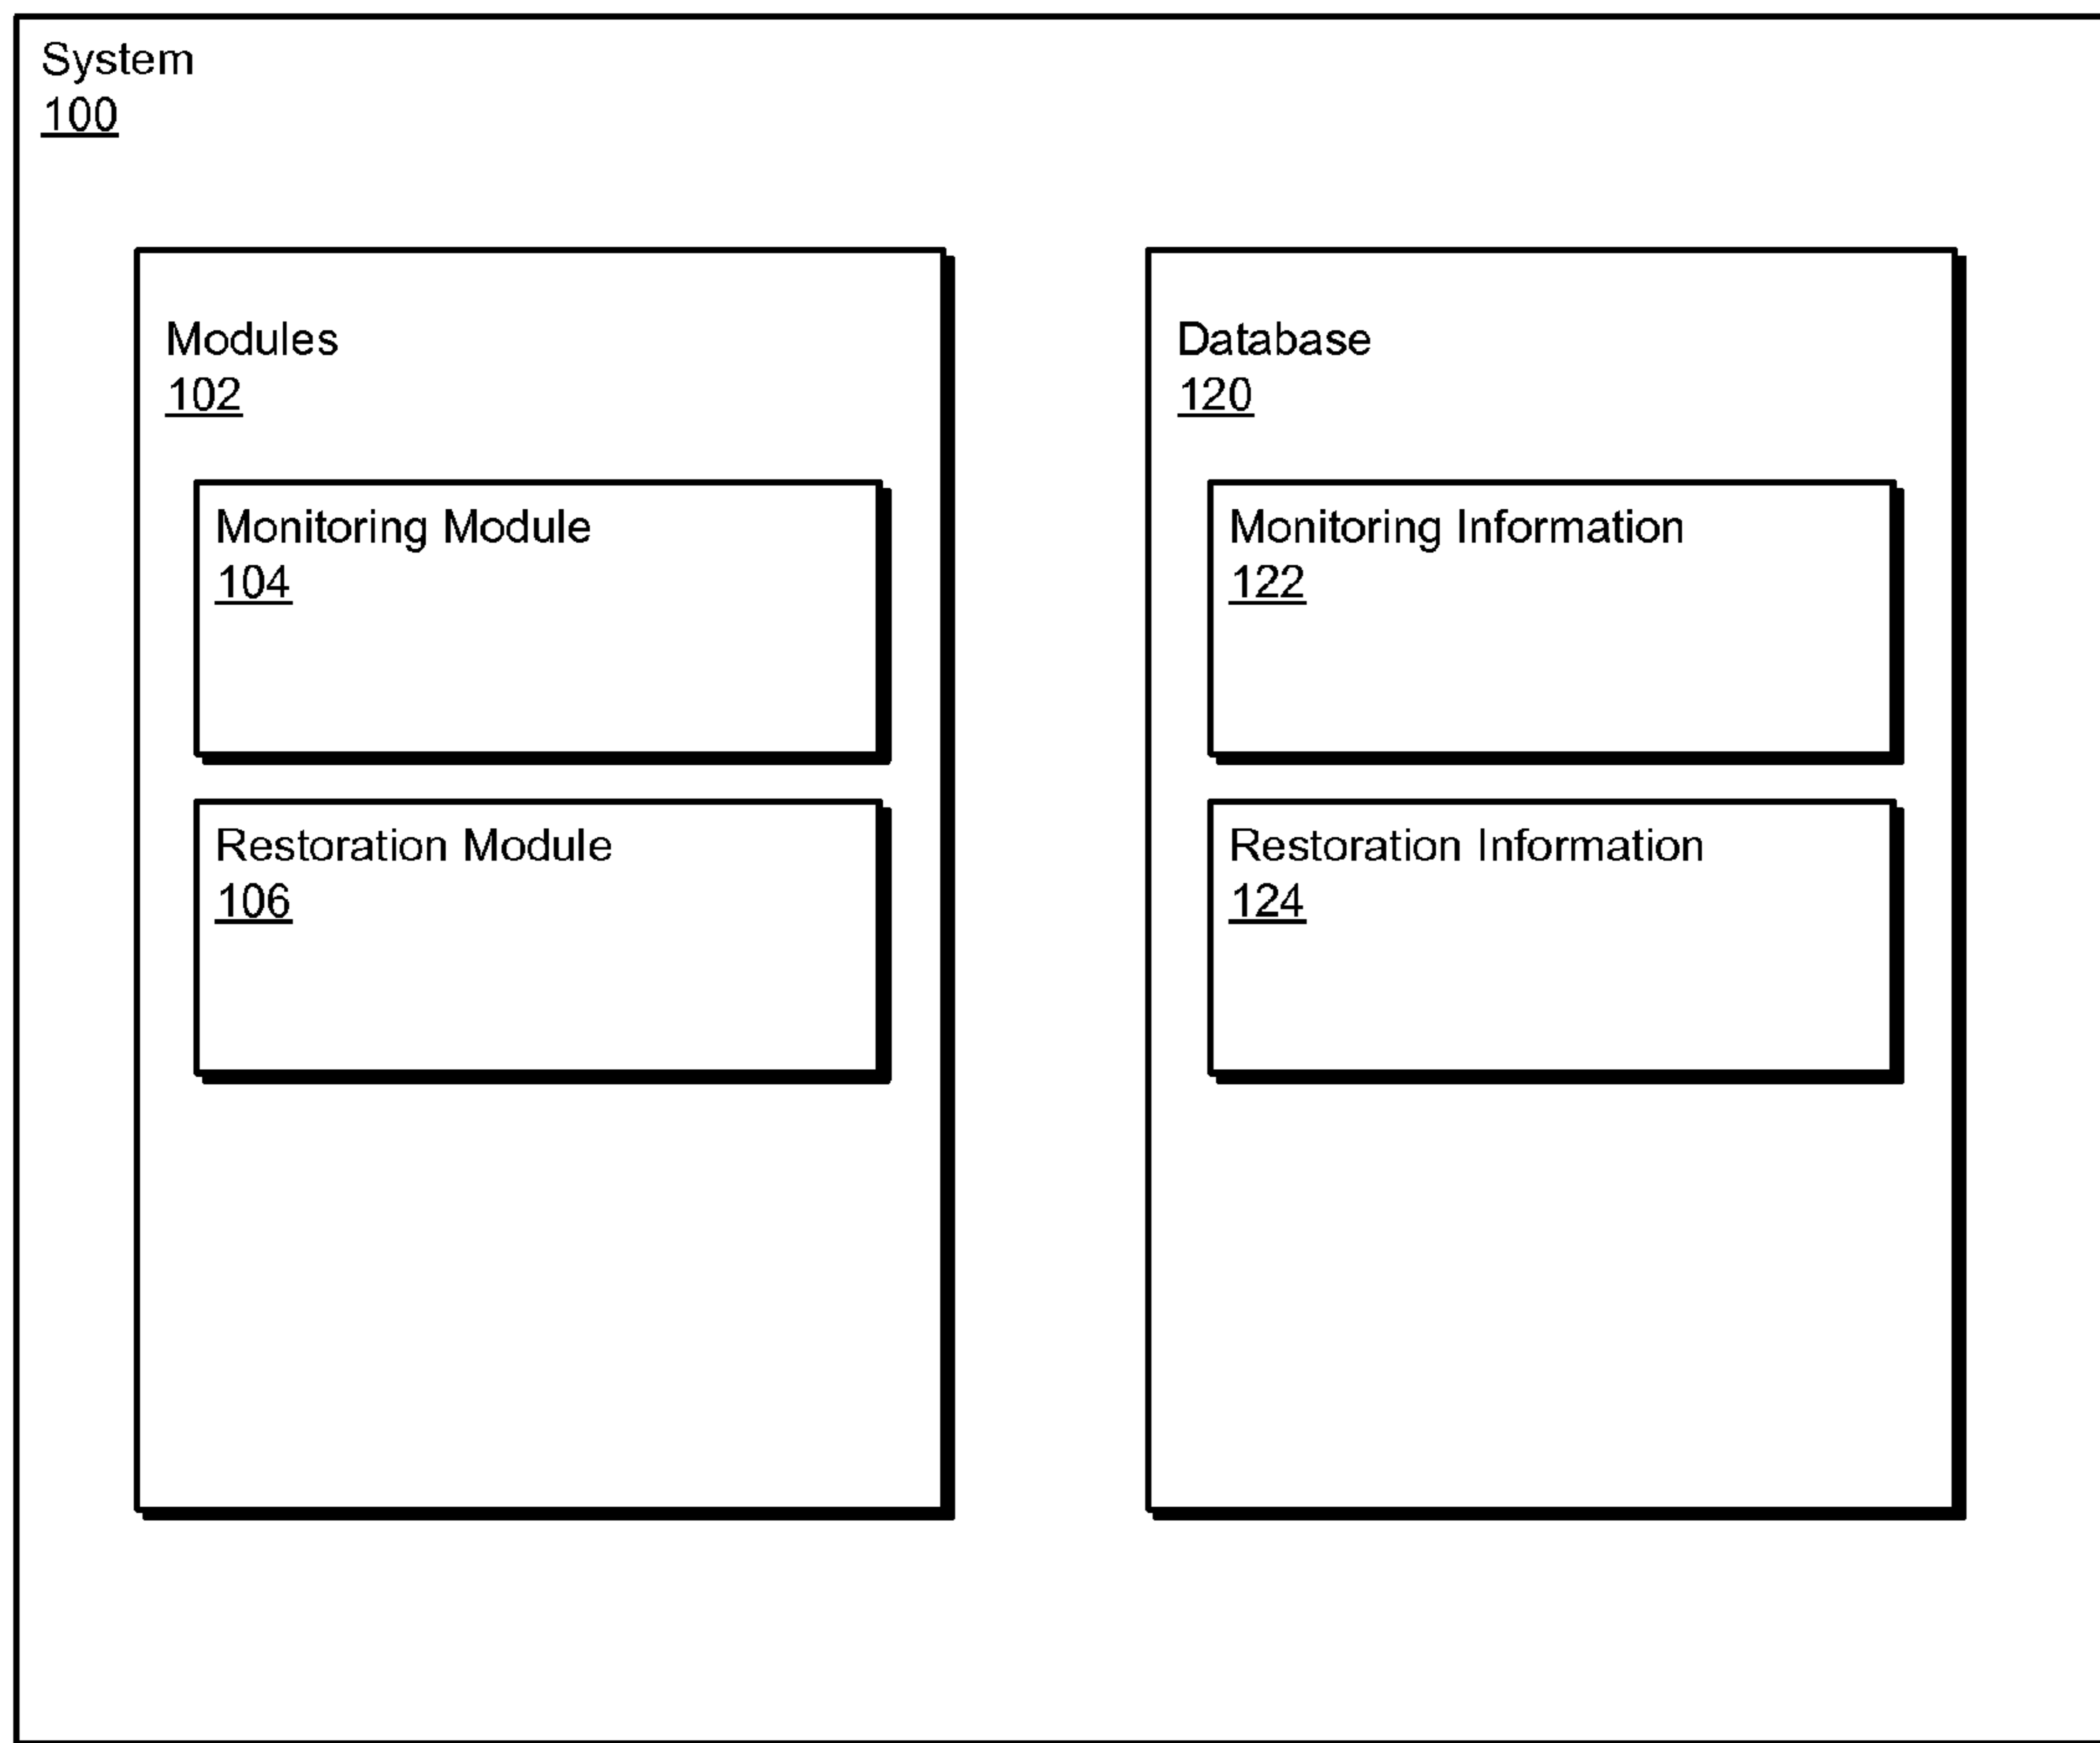 System
100
Modules
102
Monitoring Module
104
Restoration Module
106
Database
120
Monitoring Information
122
Restoration Information
124